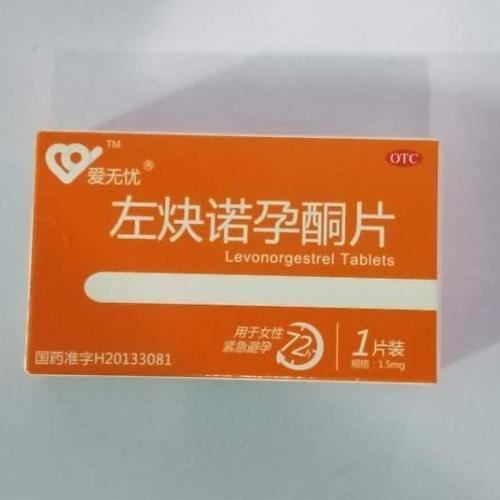 TM
爱无优®
OTC
左炔诺孕酮片
Levonorgestrel Tablets
用于女性
紧急避孕
72h
1片装
规格：1.5mg
国药准字H20133081